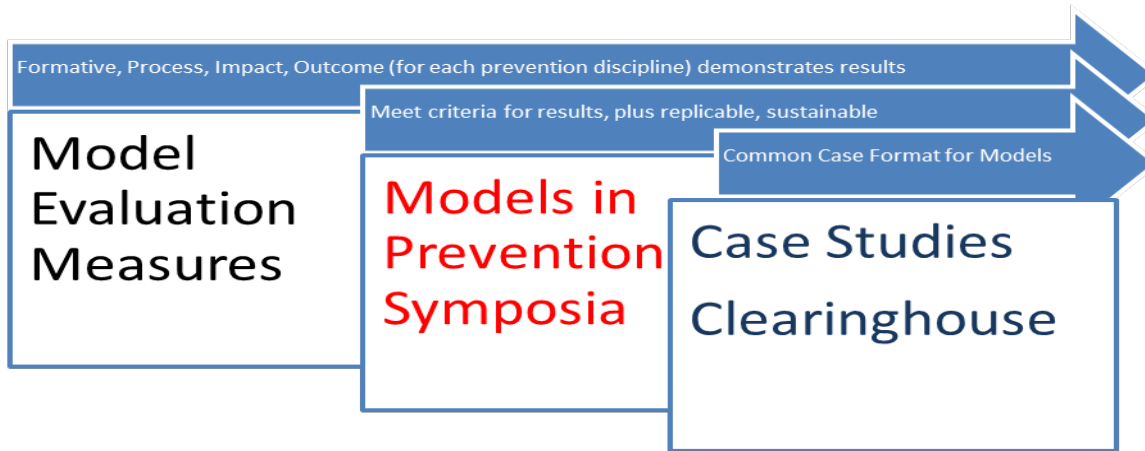 Formative, Process, Impact, Outcome (for each prevention discipline) demonstrates results
Meet criteria for results, plus replicable, sustainable
Common Case Format for Models
Model
Evaluation
Measures
Models in
Prevention
Symposia
Case Studies
Clearinghouse